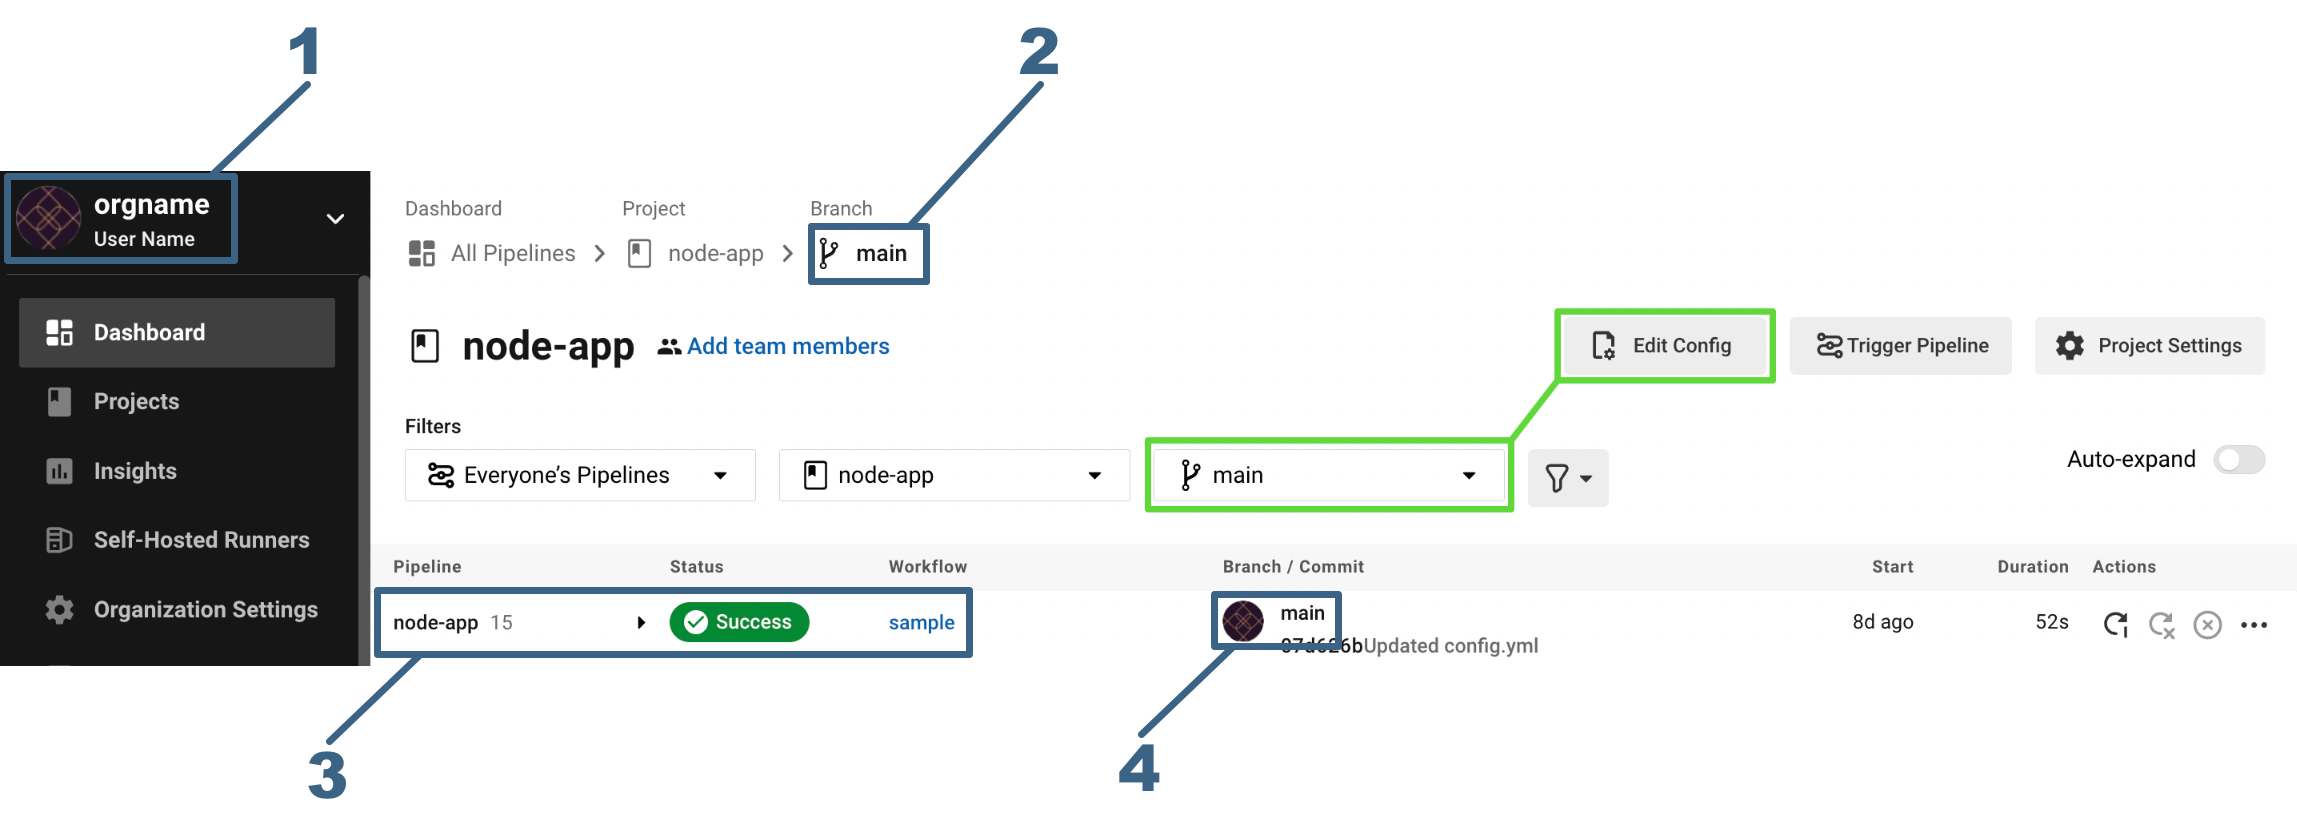 1
2
orgname
User Name
Dashboard
Projects
Insights
Self-Hosted Runners
Organization Settings
Dashboard Project Branch
All Pipelines node-app main
node-app Add team members
Edit Config Trigger Pipeline Project Settings
Filters
Everyone’s Pipelines node-app main
Auto-expand
Pipeline Status Workflow Branch / Commit Start Duration Actions
node-app 15 Success sample main 8d ago 52s
Updated config.yml
3
4